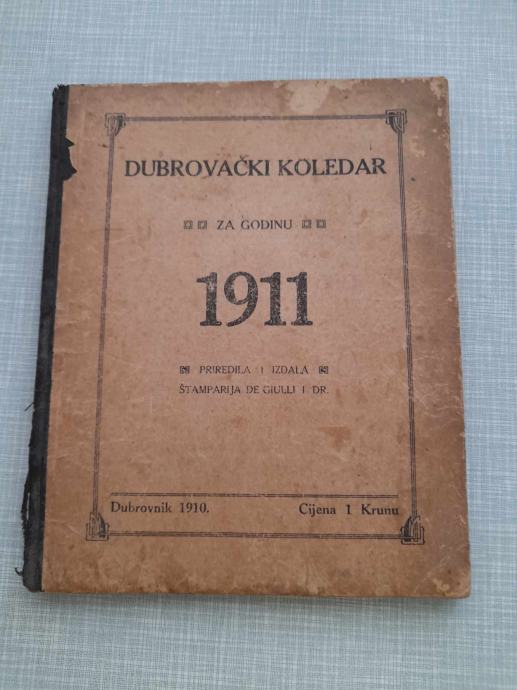 DUBROVAČKI KOLEDAR
ZA GODINU
1911
PRIREDILA I IZDALA
ŠTAMPARIJA DE GIULLI I DR.
Dubrovnik 1910. Cijena 1 Krunu